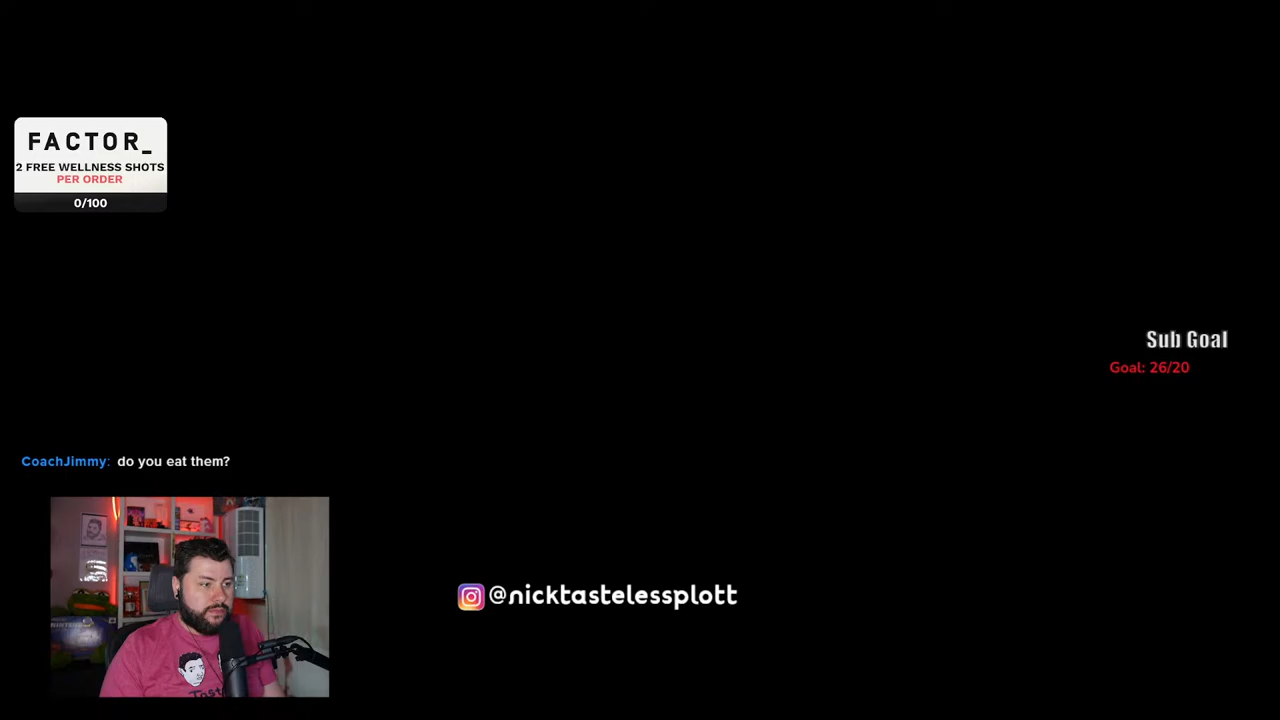 FACTOR_
2 FREE WELLNESS SHOTS
PER ORDER
0/100
Sub Goal
Goal: 26/20
CoachJimmy: do you eat them?
@nicktastelessplott